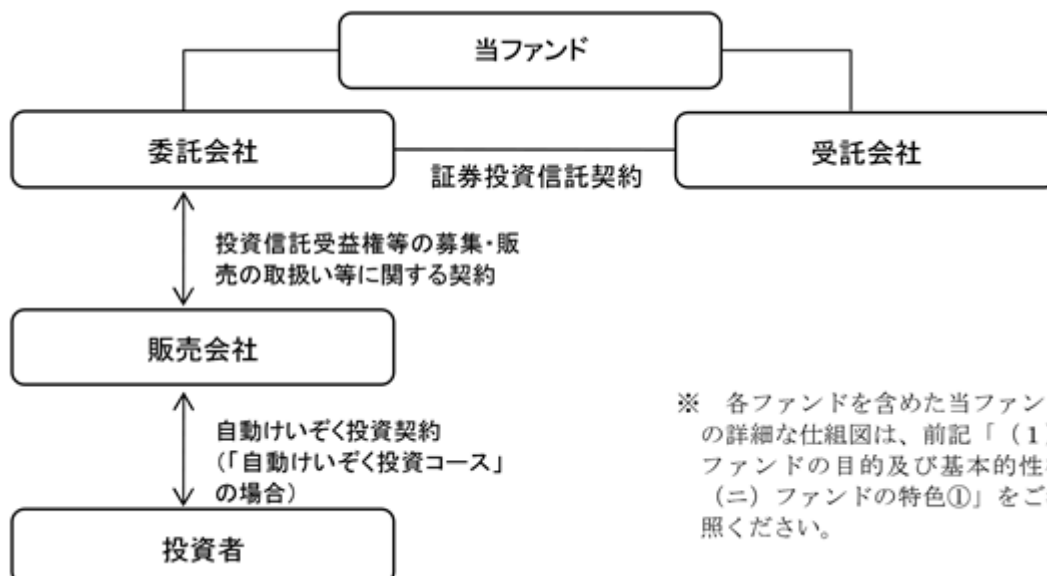 当ファンド
委託会社
受託会社
証券投資信託契約
投資信託受益権等の募集・販
売の取扱い等に関する契約
販売会社
自動けいぞく投資契約
(「自動けいぞく投資コース」
の場合)
投資者
※ 各ファンドを含めた当ファン
の詳細な仕組図は、前記「(1)
ファンドの目的及び基本的性
(ニ)ファンドの特色①」をご
照ください。